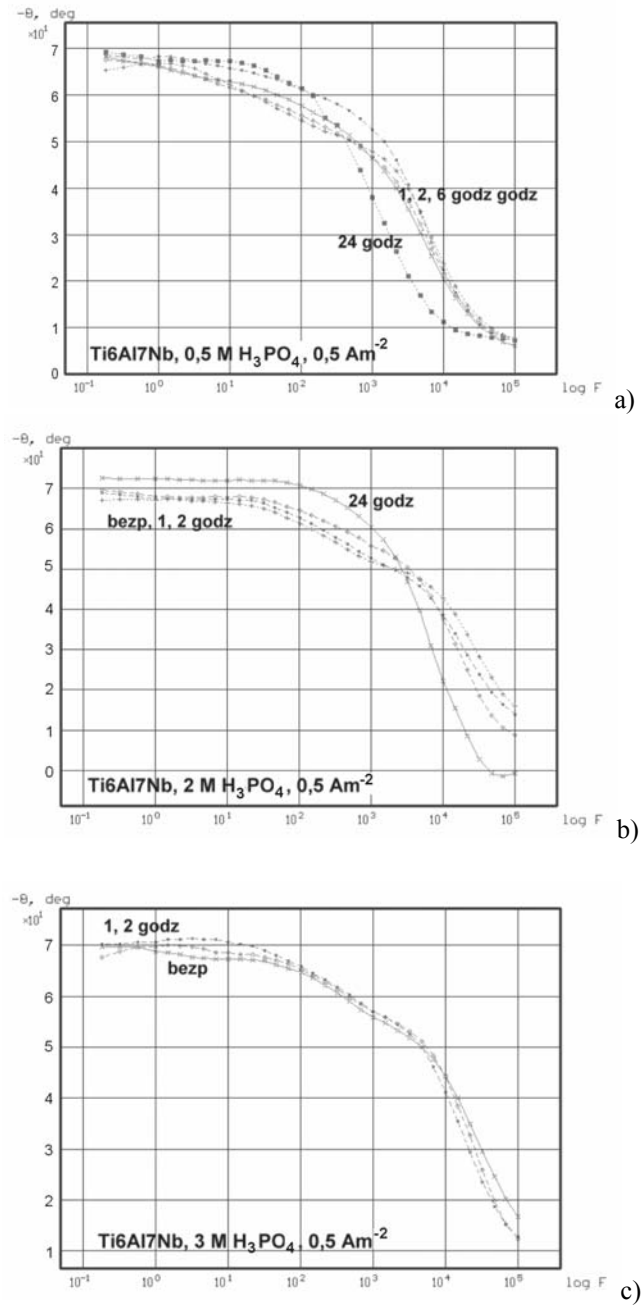 -θ, deg
×10¹
7
6
5
4
3
2
1
0
1, 2, 6 godz godz
24 godz
Ti6Al7Nb, 0,5 M H₃PO₄, 0,5 Am⁻²
10⁻¹ 10⁰ 10¹ 10² 10³ 10⁴ 10⁵
log F
a)
-θ, deg
×10¹
7
6
5
4
3
2
1
0
24 godz
bezp, 1, 2 godz
Ti6Al7Nb, 2 M H₃PO₄, 0,5 Am⁻²
10⁻¹ 10⁰ 10¹ 10² 10³ 10⁴ 10⁵
log F
b)
-θ, deg
×10¹
7
6
5
4
3
2
1
1, 2 godz
bezp
Ti6Al7Nb, 3 M H₃PO₄, 0,5 Am⁻²
10⁻¹ 10⁰ 10¹ 10² 10³ 10⁴ 10⁵
log F
c)